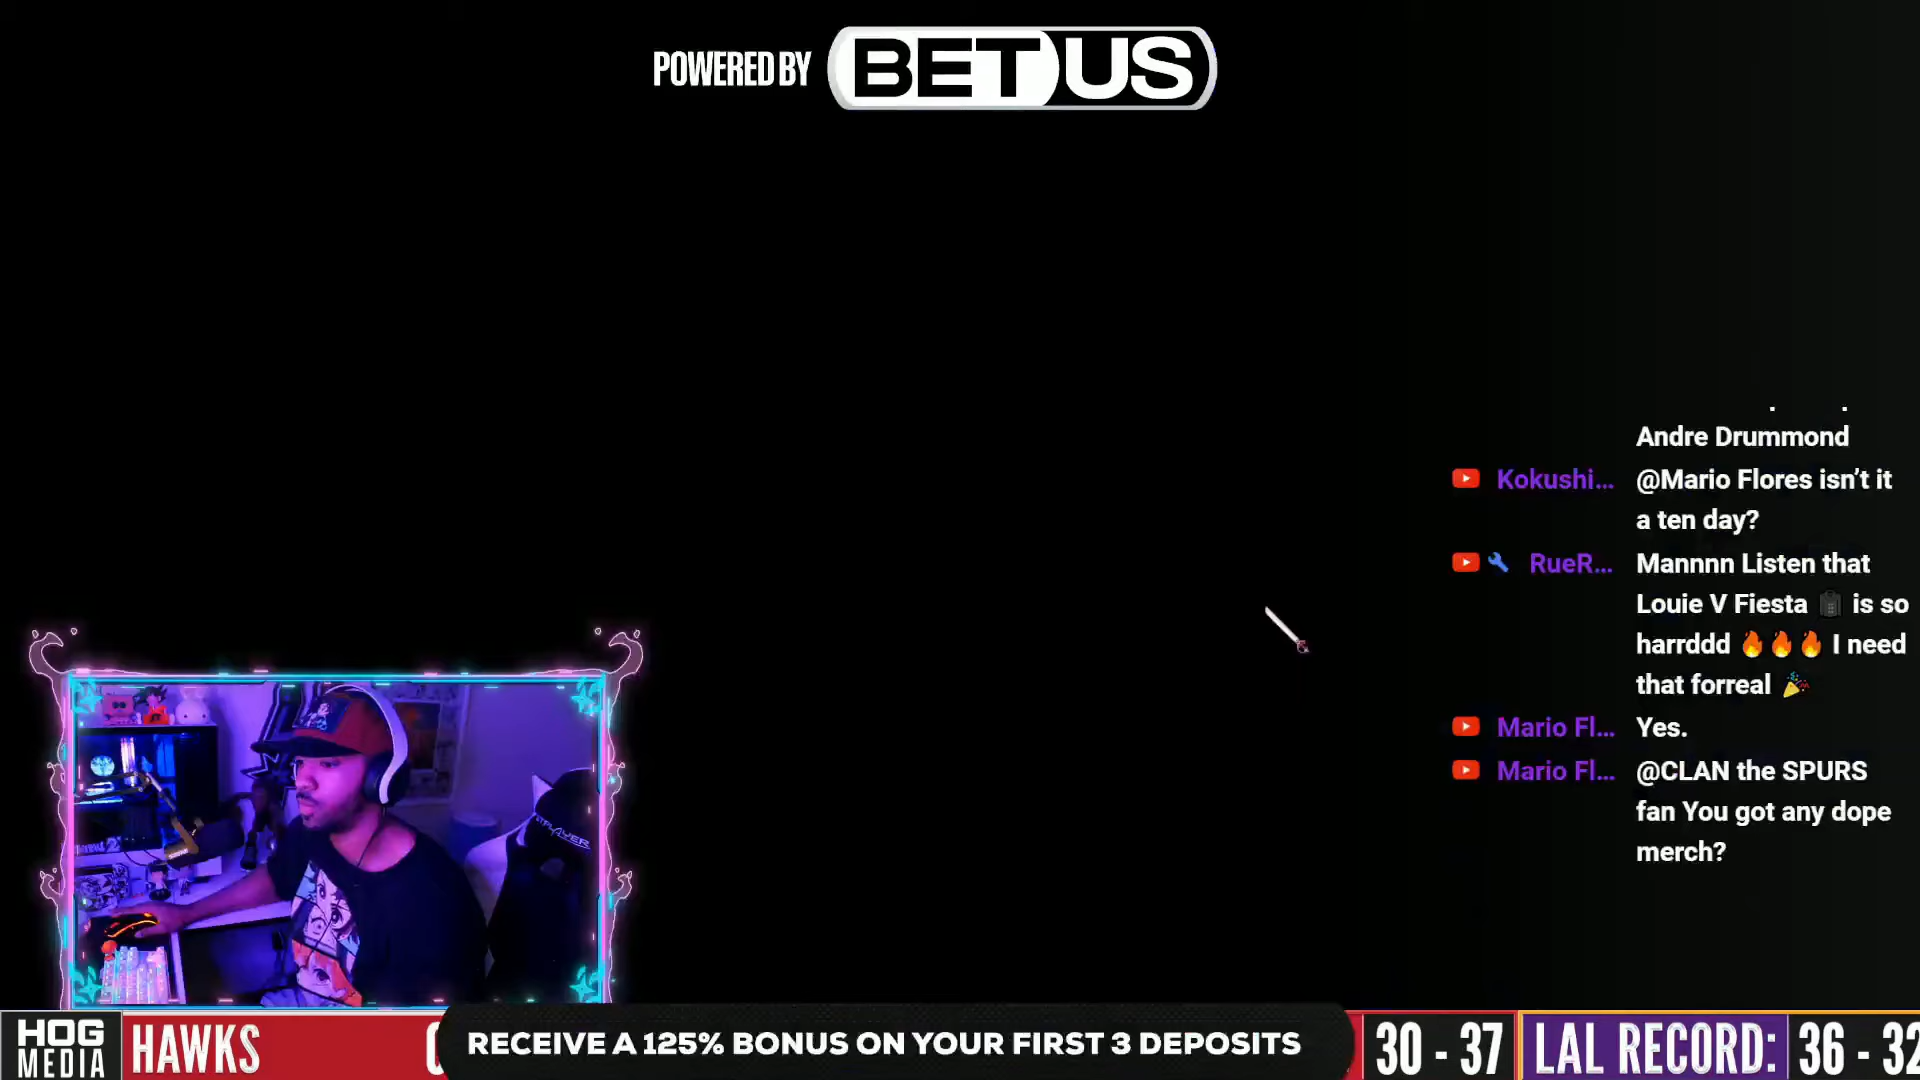 POWERED BY BETUS
Andre Drummond
Kokushi... @Mario Flores isn’t it
a ten day?
RueR... Mannnn Listen that
Louie V Fiesta is so
harrddd 🔥🔥🔥 I need
that forreal 🎉
Mario Fl... Yes.
Mario Fl... @CLAN the SPURS
fan You got any dope
merch?
HOG
MEDIA
HAWKS
RECEIVE A 125% BONUS ON YOUR FIRST 3 DEPOSITS
30 - 37
LAL RECORD:
36 - 32